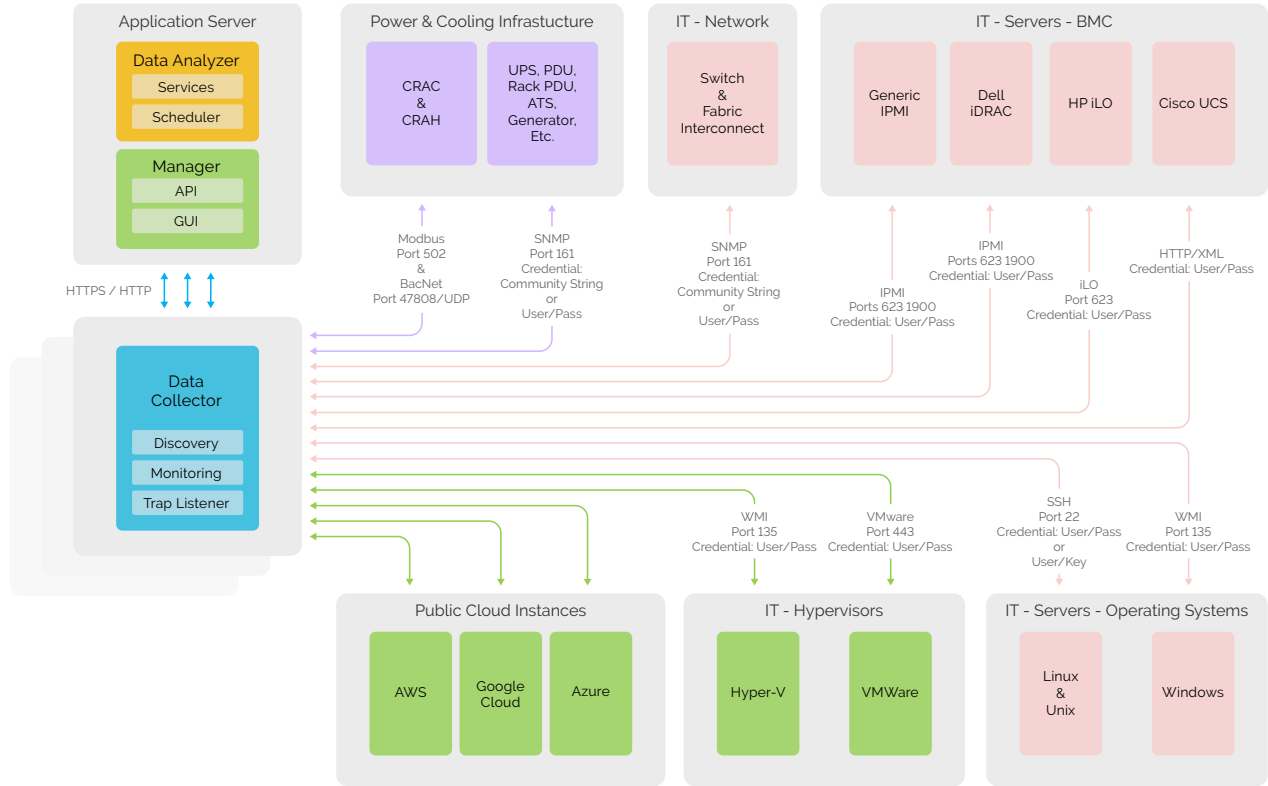 Application Server
Data Analyzer
Services
Scheduler
Manager
API
GUI
HTTPS / HTTP
Data
Collector
Discovery
Monitoring
Trap Listener
Power & Cooling Infrastucture
CRAC
&
CRAH
UPS, PDU,
Rack PDU,
ATS,
Generator,
Etc.
IT - Network
Switch
&
Fabric
Interconnect
IT - Servers - BMC
Generic
IPMI
Dell
iDRAC
HP iLO
Cisco UCS
Modbus
Port 502
&
BacNet
Port 47808/UDP
SNMP
Port 161
Credential:
Community String
or
User/Pass
SNMP
Port 161
Credential:
Community String
or
User/Pass
IPMI
Ports 623 1900
Credential: User/Pass
IPMI
Ports 623 1900
Credential: User/Pass
iLO
Port 623
Credential: User/Pass
HTTP/XML
Credential: User/Pass
WMI
Port 135
Credential: User/Pass
VMware
Port 443
Credential: User/Pass
SSH
Port 22
Credential: User/Pass
or
User/Key
WMI
Port 135
Credential: User/Pass
Public Cloud Instances
AWS
Google
Cloud
Azure
IT - Hypervisors
Hyper-V
VMWare
IT - Servers - Operating Systems
Linux
&
Unix
Windows